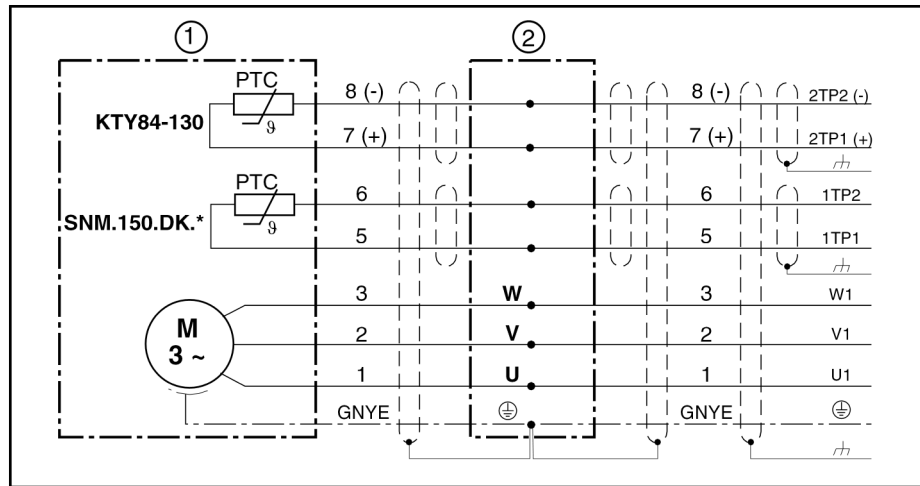 1 2
PTC 8 (-) 8 (-) 2TP2 (-)
KTY84-130 ϑ
7 (+) 7 (+) 2TP1 (+)
PTC 6 6 1TP2
SNM.150.DK.* ϑ
5 5 1TP1
3 W 3 W1
M
3 ~
2 V 2 V1
1 U 1 U1
GNYE GNYE